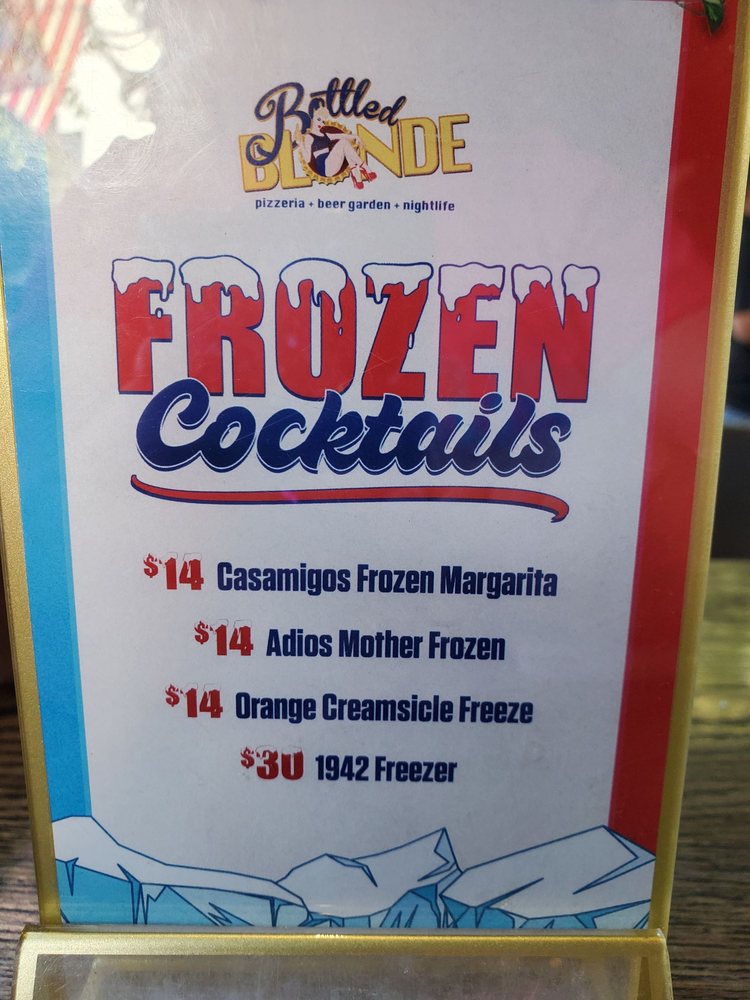 Bottled
BLONDE
pizzeria + beer garden + nightlife
FROZEN
Cocktails
$14 Casamigos Frozen Margarita
$14 Adios Mother Frozen
$14 Orange Creamsicle Freeze
$30 1942 Freezer